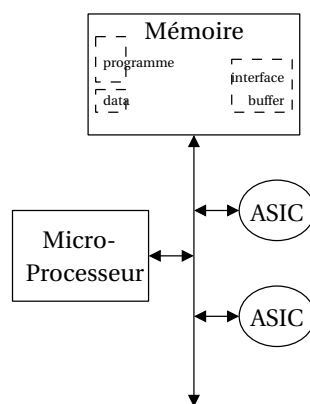 Mémoire
programme
data
interface
buffer
ASIC
Micro-
Processeur
ASIC